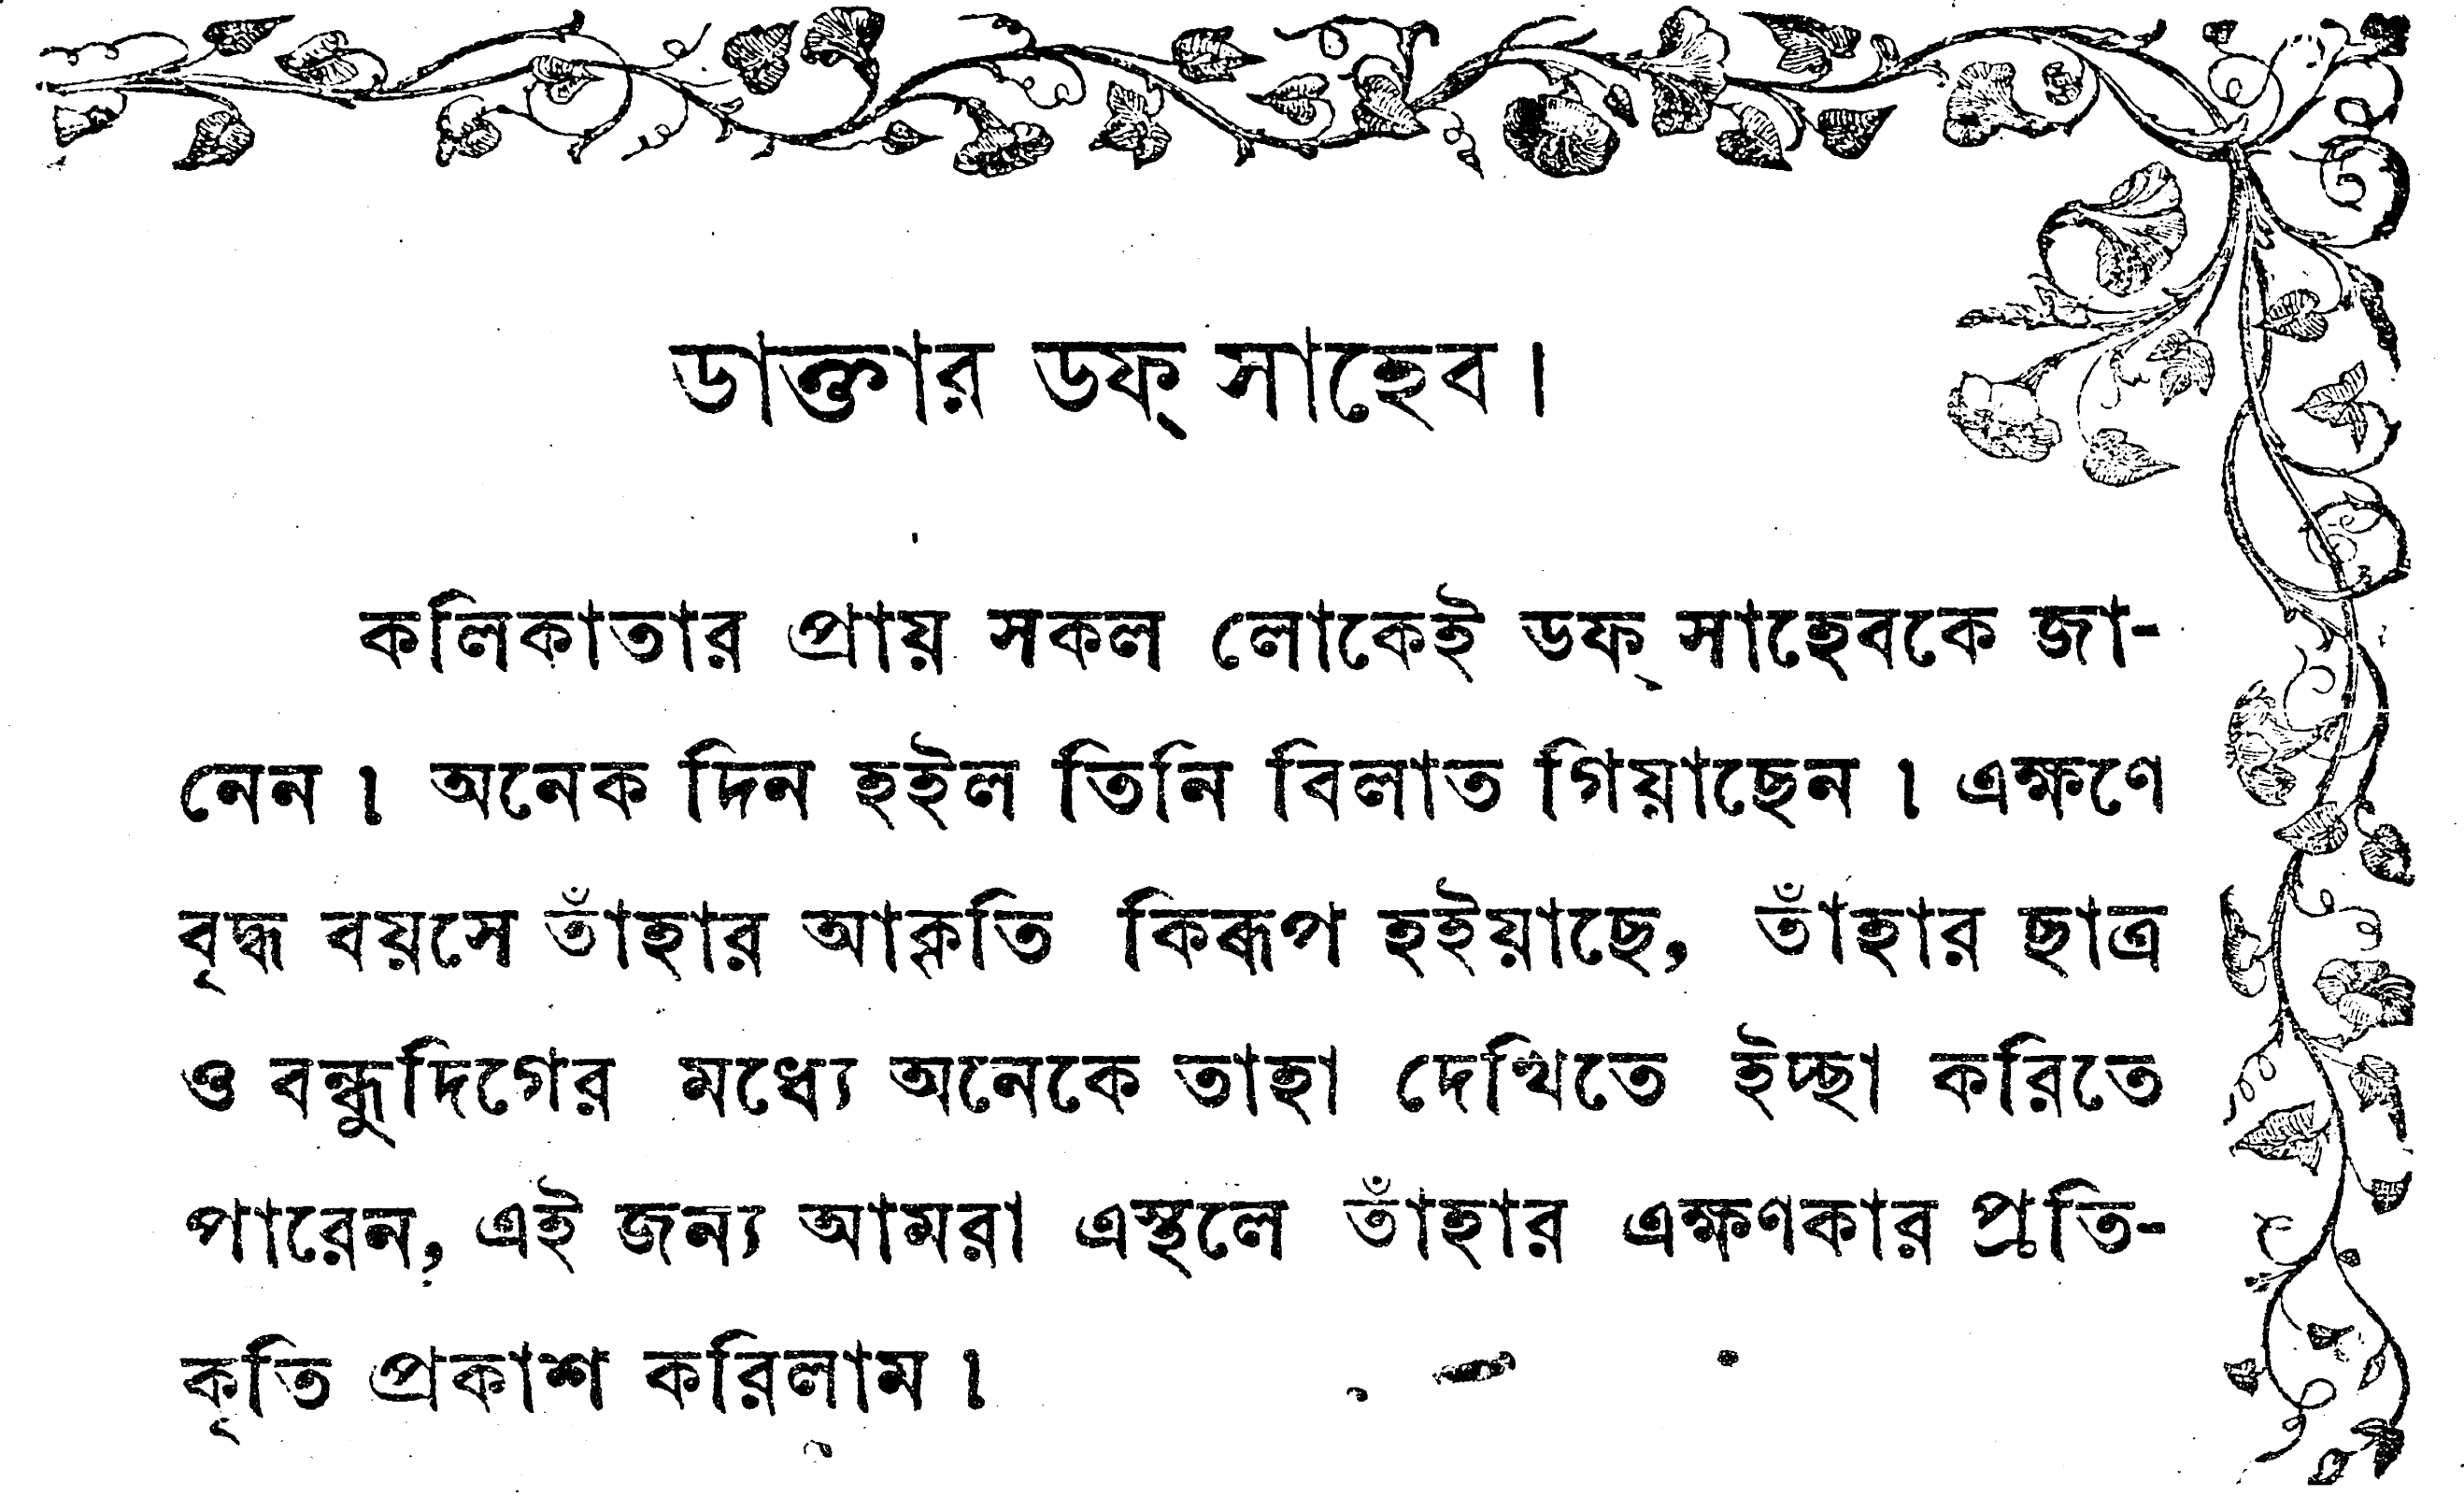 ডাক্তার ডফ্ সাহেব।
কলিকাতার প্রায় সকল লোকেই ডফ্ সাহেবকে জা-
নেন। অনেক দিন হইল তিনি বিলাত গিয়াছেন। এক্ষণে
বৃদ্ধ বয়সে তাঁহার আকৃতি কিরূপ হইয়াছে, তাঁহার ছাত্র
ও বন্ধুদিগের মধ্যে অনেকে তাহা দেখিতে ইচ্ছা করিতে
পারেন, এই জন্য আমরা এস্থলে তাঁহার এক্ষণকার প্রতি-
কৃতি প্রকাশ করিলাম।